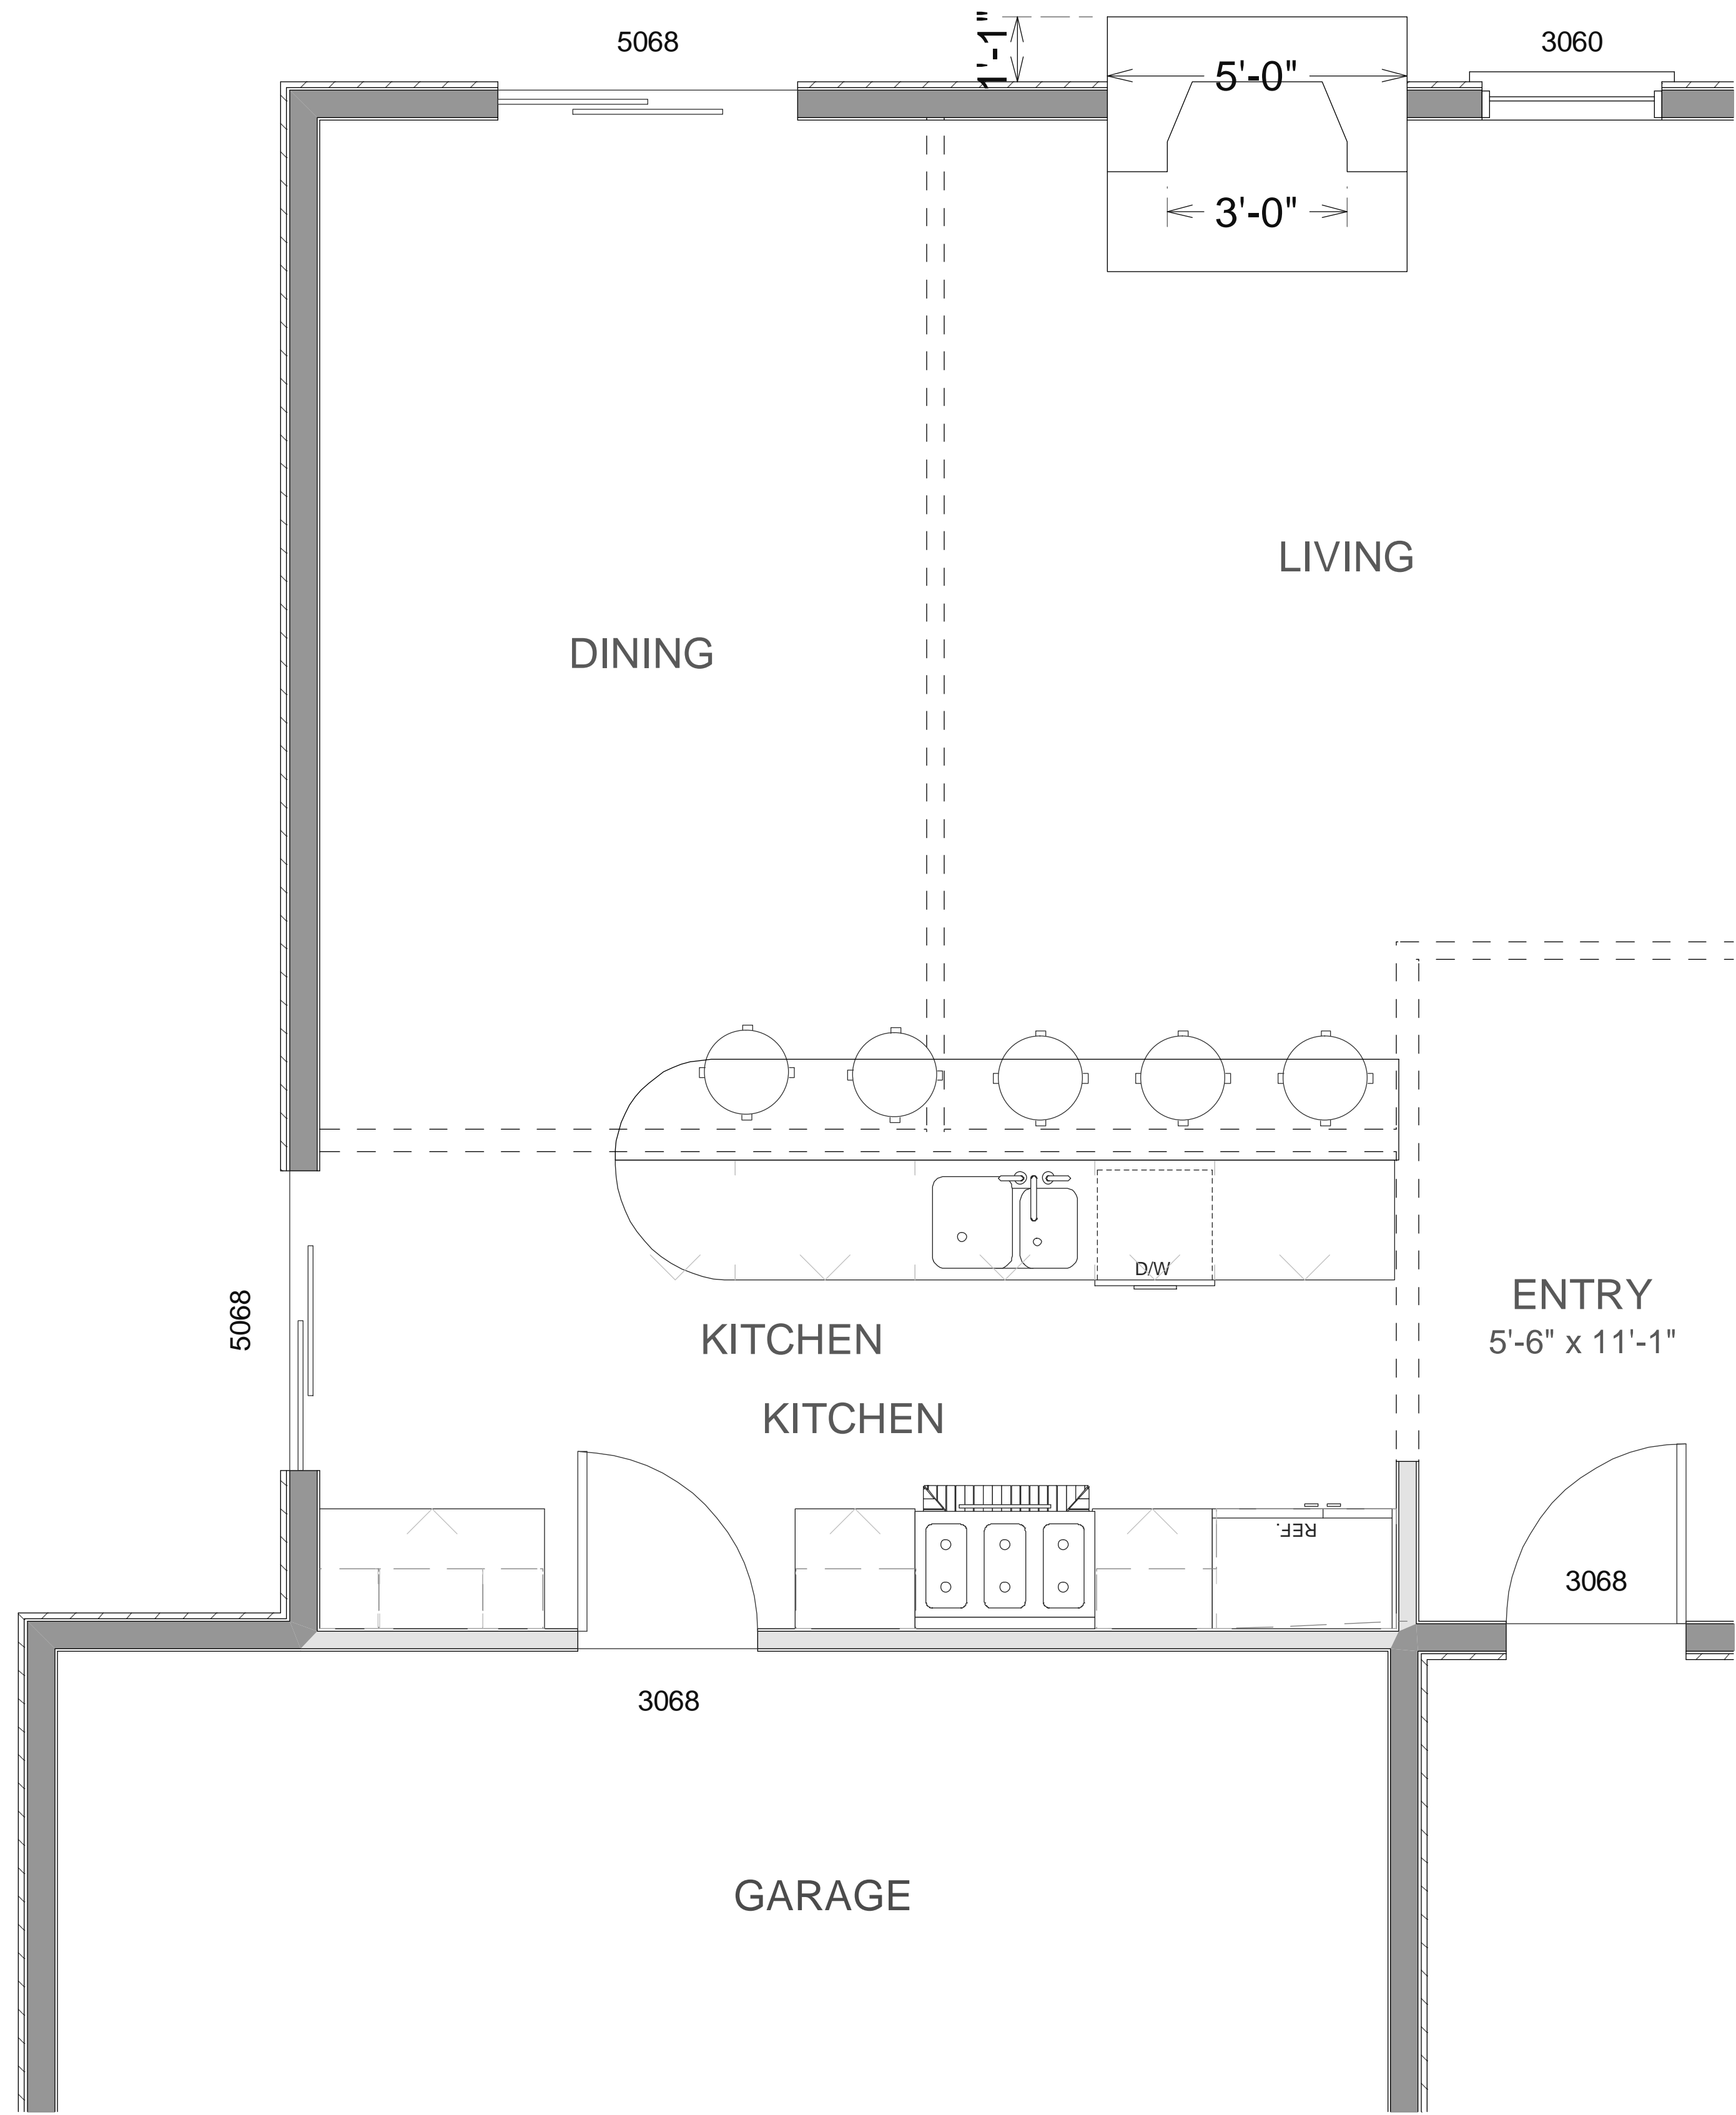 5068
1'-1"
5'-0"
3060
3'-0"
LIVING
DINING
D/W
ENTRY
5'-6" x 11'-1"
5068
KITCHEN
KITCHEN
REF.
3068
3068
GARAGE